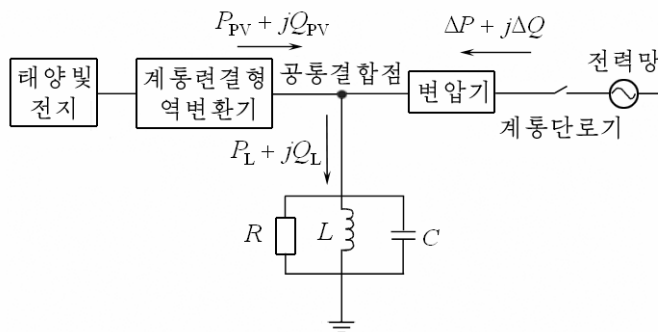 P_PV + jQ_PV
ΔP + jΔQ
태양빛
전지
계통련결형
역변환기
공통결합점
변압기
전력망
계통단로기
P_L + jQ_L
R
L
C